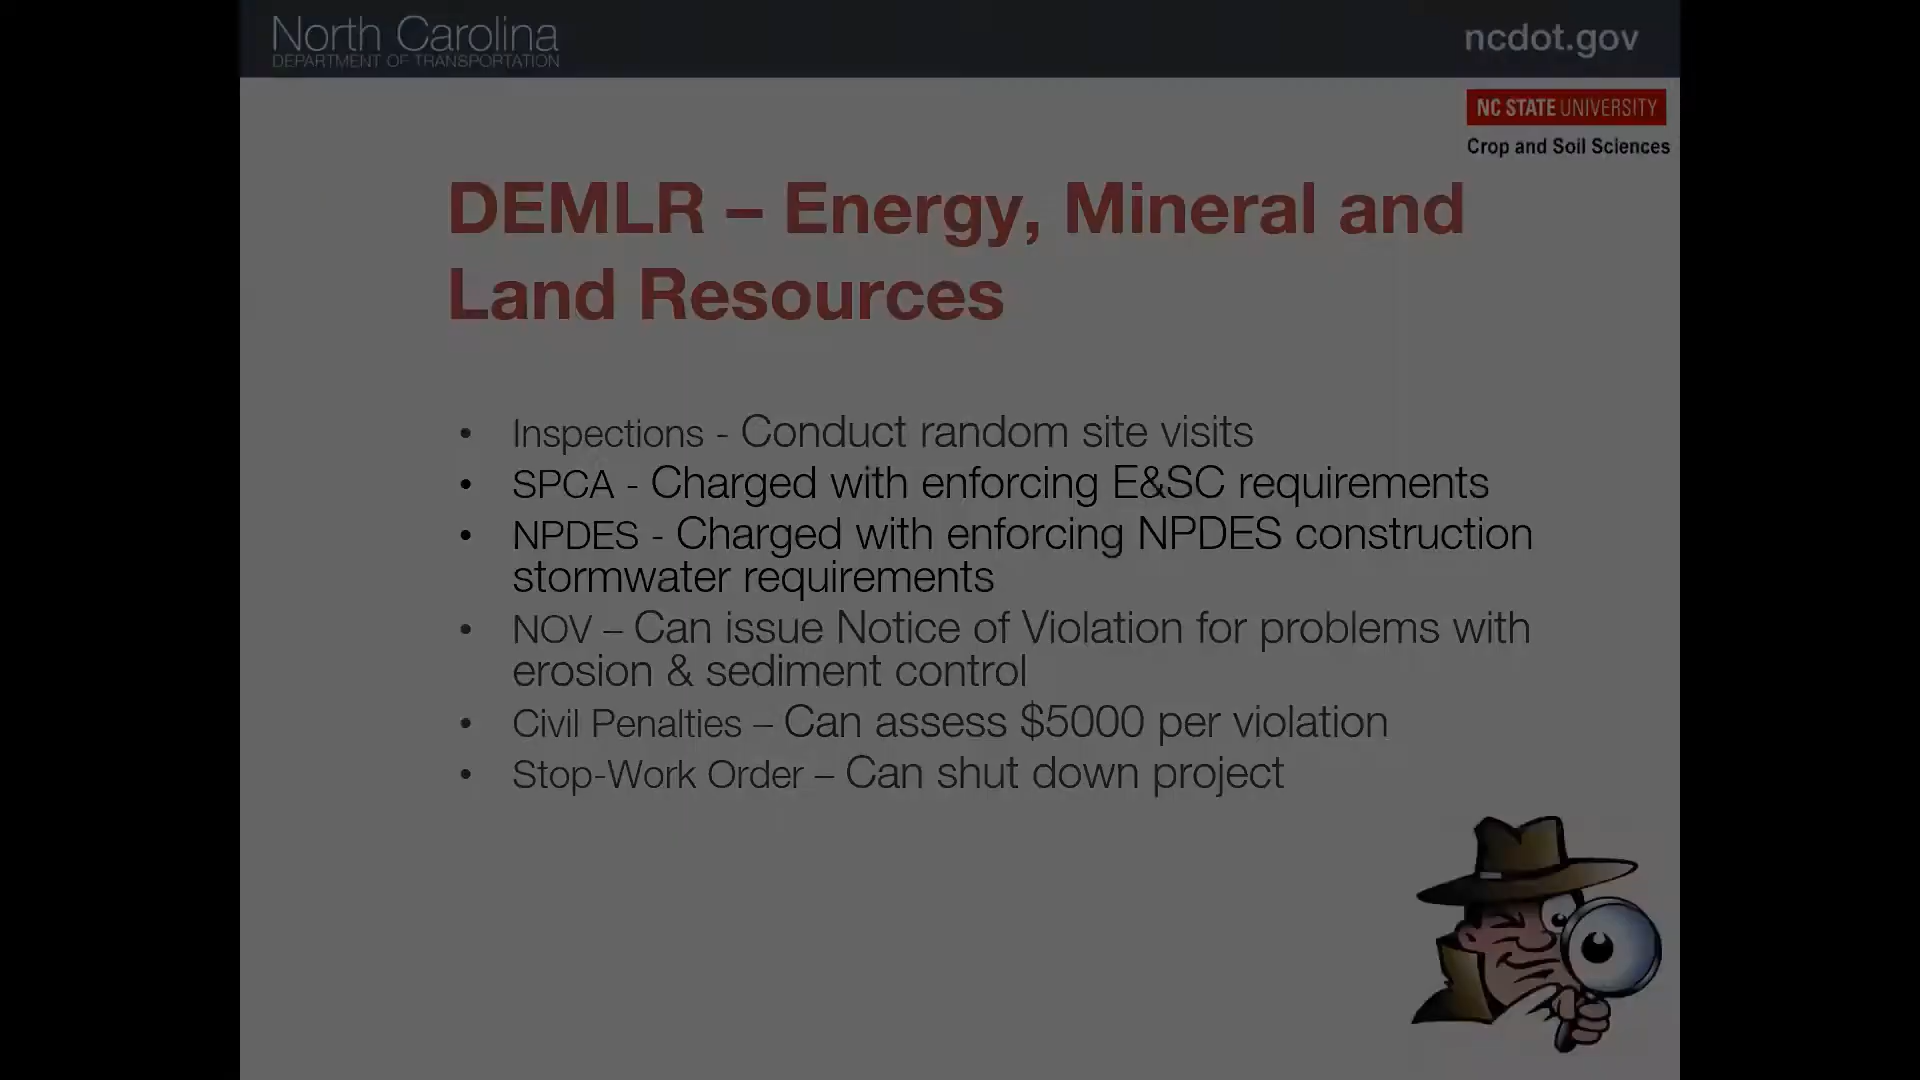 North Carolina
DEPARTMENT OF TRANSPORTATION
ncdot.gov
NC STATE UNIVERSITY
Crop and Soil Sciences
DEMLR – Energy, Mineral and
Land Resources
• Inspections - Conduct random site visits
• SPCA - Charged with enforcing E&SC requirements
• NPDES - Charged with enforcing NPDES construction
stormwater requirements
• NOV – Can issue Notice of Violation for problems with
erosion & sediment control
• Civil Penalties – Can assess $5000 per violation
• Stop-Work Order – Can shut down project